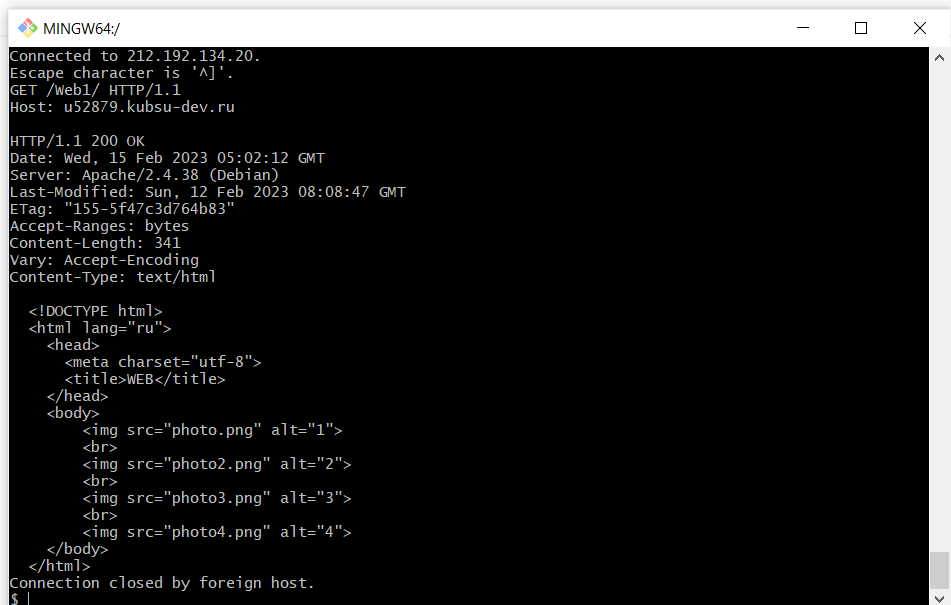 MINGW64:/
Connected to 212.192.134.20.
Escape character is '^]'.
GET /Web1/ HTTP/1.1
Host: u52879.kubsu-dev.ru

HTTP/1.1 200 OK
Date: Wed, 15 Feb 2023 05:02:12 GMT
Server: Apache/2.4.38 (Debian)
Last-Modified: Sun, 12 Feb 2023 08:08:47 GMT
ETag: "155-5f47c3d764b83"
Accept-Ranges: bytes
Content-Length: 341
Vary: Accept-Encoding
Content-Type: text/html

  <!DOCTYPE html>
  <html lang="ru">
    <head>
      <meta charset="utf-8">
      <title>WEB</title>
    </head>
    <body>
        <img src="photo.png" alt="1">
        <br>
        <img src="photo2.png" alt="2">
        <br>
        <img src="photo3.png" alt="3">
        <br>
        <img src="photo4.png" alt="4">
    </body>
  </html>
Connection closed by foreign host.
$